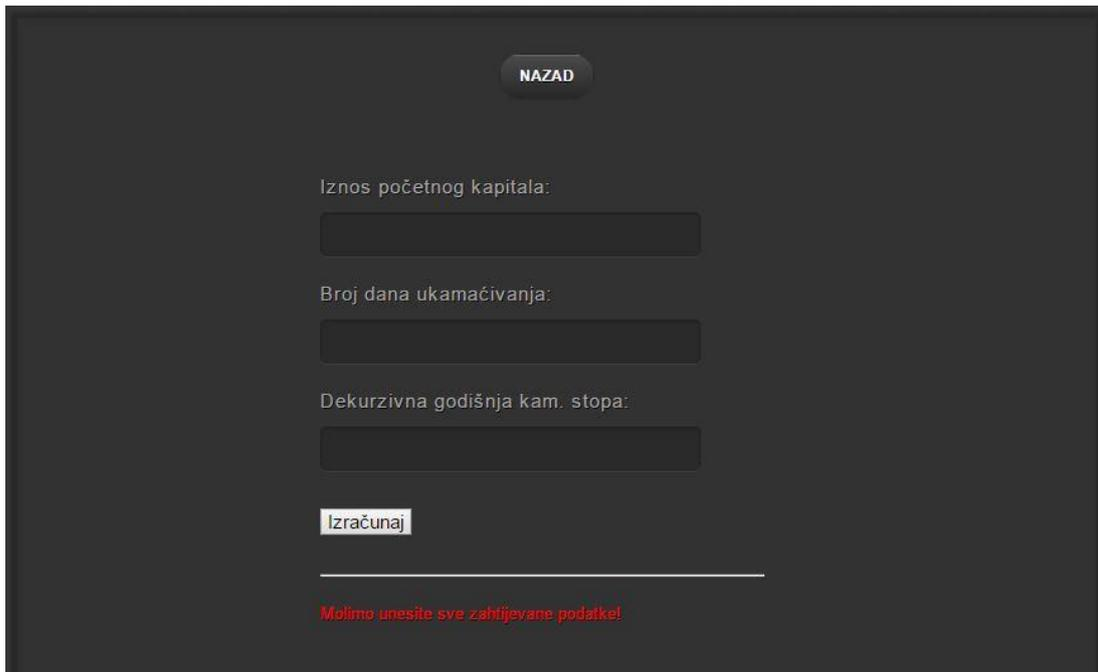 NAZAD
Iznos početnog kapitala:
Broj dana ukamaćivanja:
Dekurzivna godišnja kam. stopa:
Izračunaj
Molimo unesite sve zahtijevane podatke!